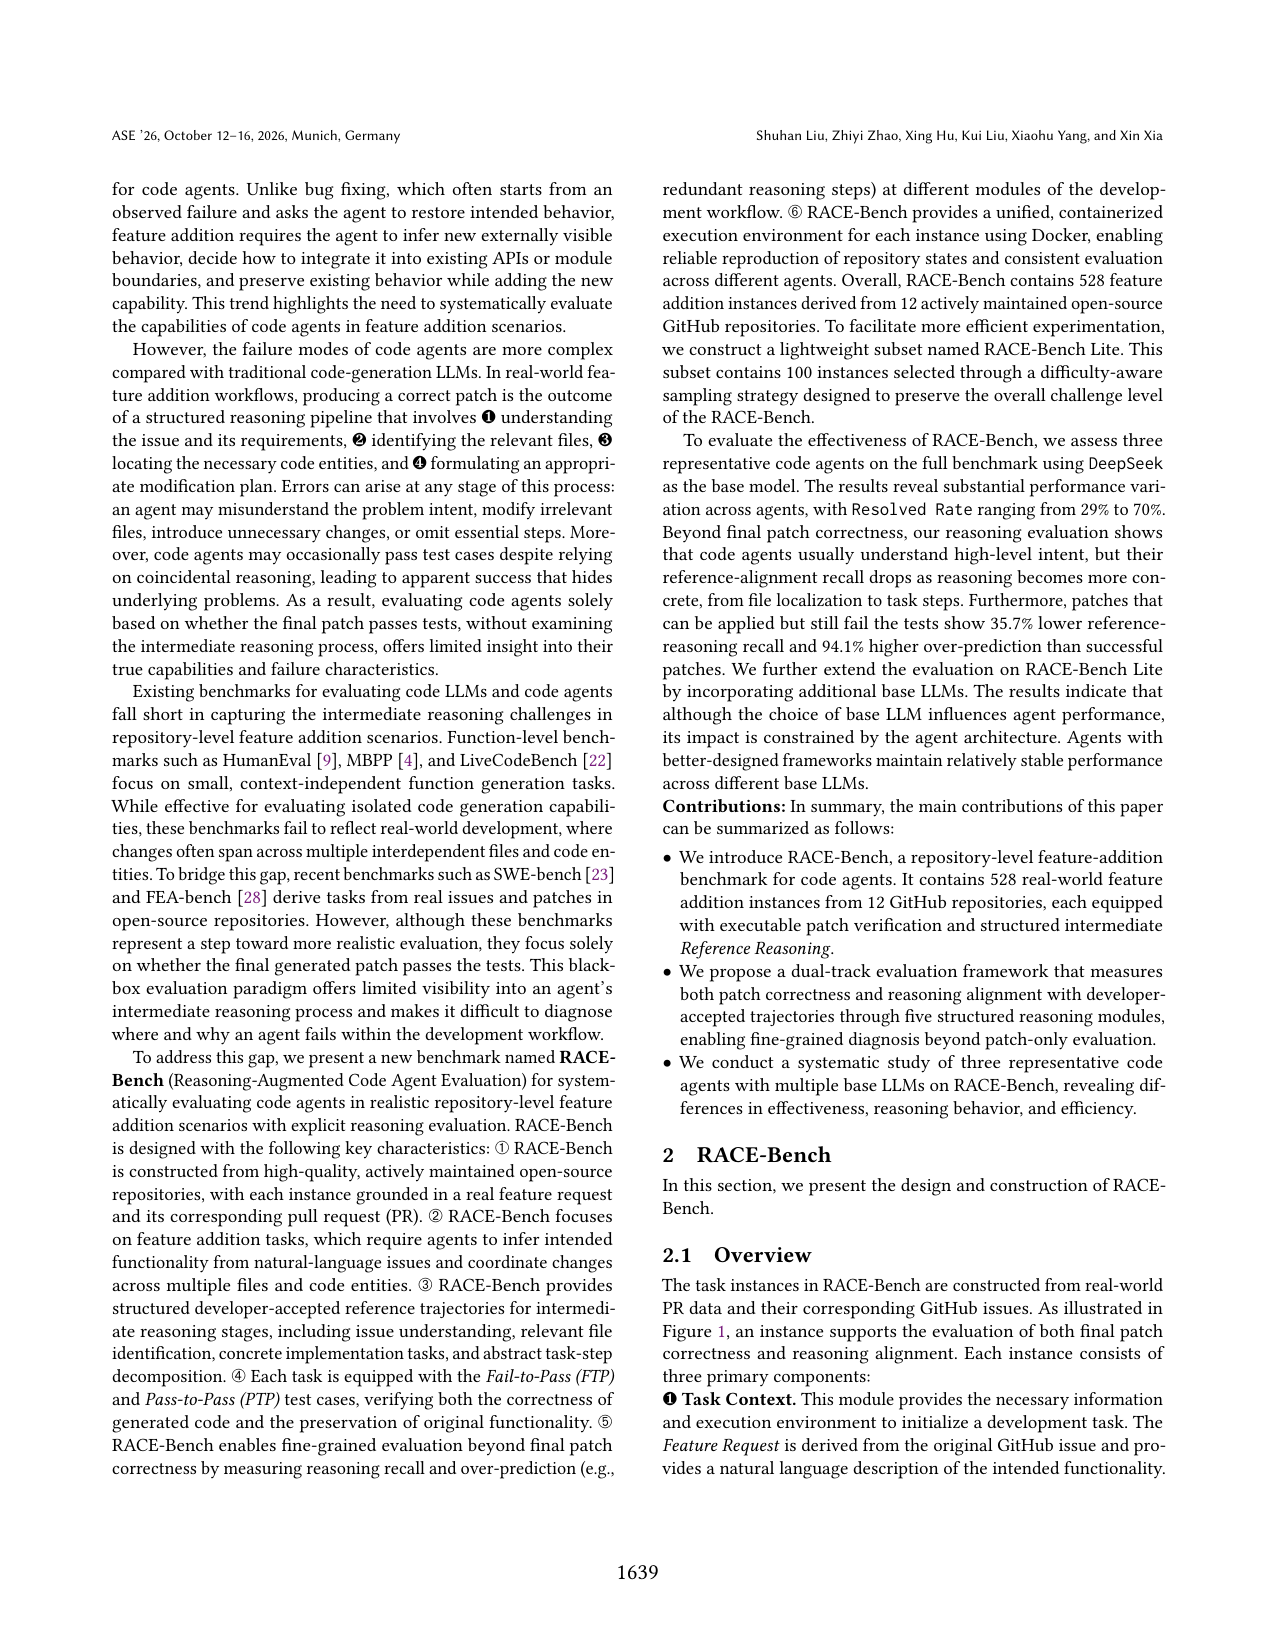 ASE ’26, October 12–16, 2026, Munich, Germany
Shuhan Liu, Zhiyi Zhao, Xing Hu, Kui Liu, Xiaohu Yang, and Xin Xia
for code agents. Unlike bug fixing, which often starts from an
observed failure and asks the agent to restore intended behavior,
feature addition requires the agent to infer new externally visible
behavior, decide how to integrate it into existing APIs or module
boundaries, and preserve existing behavior while adding the new
capability. This trend highlights the need to systematically evaluate
the capabilities of code agents in feature addition scenarios.
However, the failure modes of code agents are more complex
compared with traditional code-generation LLMs. In real-world fea-
ture addition workflows, producing a correct patch is the outcome
of a structured reasoning pipeline that involves ❶ understanding
the issue and its requirements, ❷ identifying the relevant files, ❸
locating the necessary code entities, and ❹ formulating an appropri-
ate modification plan. Errors can arise at any stage of this process:
an agent may misunderstand the problem intent, modify irrelevant
files, introduce unnecessary changes, or omit essential steps. More-
over, code agents may occasionally pass test cases despite relying
on coincidental reasoning, leading to apparent success that hides
underlying problems. As a result, evaluating code agents solely
based on whether the final patch passes tests, without examining
the intermediate reasoning process, offers limited insight into their
true capabilities and failure characteristics.
Existing benchmarks for evaluating code LLMs and code agents
fall short in capturing the intermediate reasoning challenges in
repository-level feature addition scenarios. Function-level bench-
marks such as HumanEval [9], MBPP [4], and LiveCodeBench [22]
focus on small, context-independent function generation tasks.
While effective for evaluating isolated code generation capabili-
ties, these benchmarks fail to reflect real-world development, where
changes often span across multiple interdependent files and code en-
tities. To bridge this gap, recent benchmarks such as SWE-bench [23]
and FEA-bench [28] derive tasks from real issues and patches in
open-source repositories. However, although these benchmarks
represent a step toward more realistic evaluation, they focus solely
on whether the final generated patch passes the tests. This black-
box evaluation paradigm offers limited visibility into an agent’s
intermediate reasoning process and makes it difficult to diagnose
where and why an agent fails within the development workflow.
To address this gap, we present a new benchmark named RACE-
Bench (Reasoning-Augmented Code Agent Evaluation) for system-
atically evaluating code agents in realistic repository-level feature
addition scenarios with explicit reasoning evaluation. RACE-Bench
is designed with the following key characteristics: ① RACE-Bench
is constructed from high-quality, actively maintained open-source
repositories, with each instance grounded in a real feature request
and its corresponding pull request (PR). ② RACE-Bench focuses
on feature addition tasks, which require agents to infer intended
functionality from natural-language issues and coordinate changes
across multiple files and code entities. ③ RACE-Bench provides
structured developer-accepted reference trajectories for intermedi-
ate reasoning stages, including issue understanding, relevant file
identification, concrete implementation tasks, and abstract task-step
decomposition. ④ Each task is equipped with the Fail-to-Pass (FTP)
and Pass-to-Pass (PTP) test cases, verifying both the correctness of
generated code and the preservation of original functionality. ⑤
RACE-Bench enables fine-grained evaluation beyond final patch
correctness by measuring reasoning recall and over-prediction (e.g.,
redundant reasoning steps) at different modules of the develop-
ment workflow. ⑥ RACE-Bench provides a unified, containerized
execution environment for each instance using Docker, enabling
reliable reproduction of repository states and consistent evaluation
across different agents. Overall, RACE-Bench contains 528 feature
addition instances derived from 12 actively maintained open-source
GitHub repositories. To facilitate more efficient experimentation,
we construct a lightweight subset named RACE-Bench Lite. This
subset contains 100 instances selected through a difficulty-aware
sampling strategy designed to preserve the overall challenge level
of the RACE-Bench.
To evaluate the effectiveness of RACE-Bench, we assess three
representative code agents on the full benchmark using DeepSeek
as the base model. The results reveal substantial performance vari-
ation across agents, with Resolved Rate ranging from 29% to 70%.
Beyond final patch correctness, our reasoning evaluation shows
that code agents usually understand high-level intent, but their
reference-alignment recall drops as reasoning becomes more con-
crete, from file localization to task steps. Furthermore, patches that
can be applied but still fail the tests show 35.7% lower reference-
reasoning recall and 94.1% higher over-prediction than successful
patches. We further extend the evaluation on RACE-Bench Lite
by incorporating additional base LLMs. The results indicate that
although the choice of base LLM influences agent performance,
its impact is constrained by the agent architecture. Agents with
better-designed frameworks maintain relatively stable performance
across different base LLMs.
Contributions: In summary, the main contributions of this paper
can be summarized as follows:
• We introduce RACE-Bench, a repository-level feature-addition
benchmark for code agents. It contains 528 real-world feature
addition instances from 12 GitHub repositories, each equipped
with executable patch verification and structured intermediate
Reference Reasoning.
• We propose a dual-track evaluation framework that measures
both patch correctness and reasoning alignment with developer-
accepted trajectories through five structured reasoning modules,
enabling fine-grained diagnosis beyond patch-only evaluation.
• We conduct a systematic study of three representative code
agents with multiple base LLMs on RACE-Bench, revealing dif-
ferences in effectiveness, reasoning behavior, and efficiency.
2 RACE-Bench
In this section, we present the design and construction of RACE-
Bench.
2.1 Overview
The task instances in RACE-Bench are constructed from real-world
PR data and their corresponding GitHub issues. As illustrated in
Figure 1, an instance supports the evaluation of both final patch
correctness and reasoning alignment. Each instance consists of
three primary components:
❶ Task Context. This module provides the necessary information
and execution environment to initialize a development task. The
Feature Request is derived from the original GitHub issue and pro-
vides a natural language description of the intended functionality.
1639